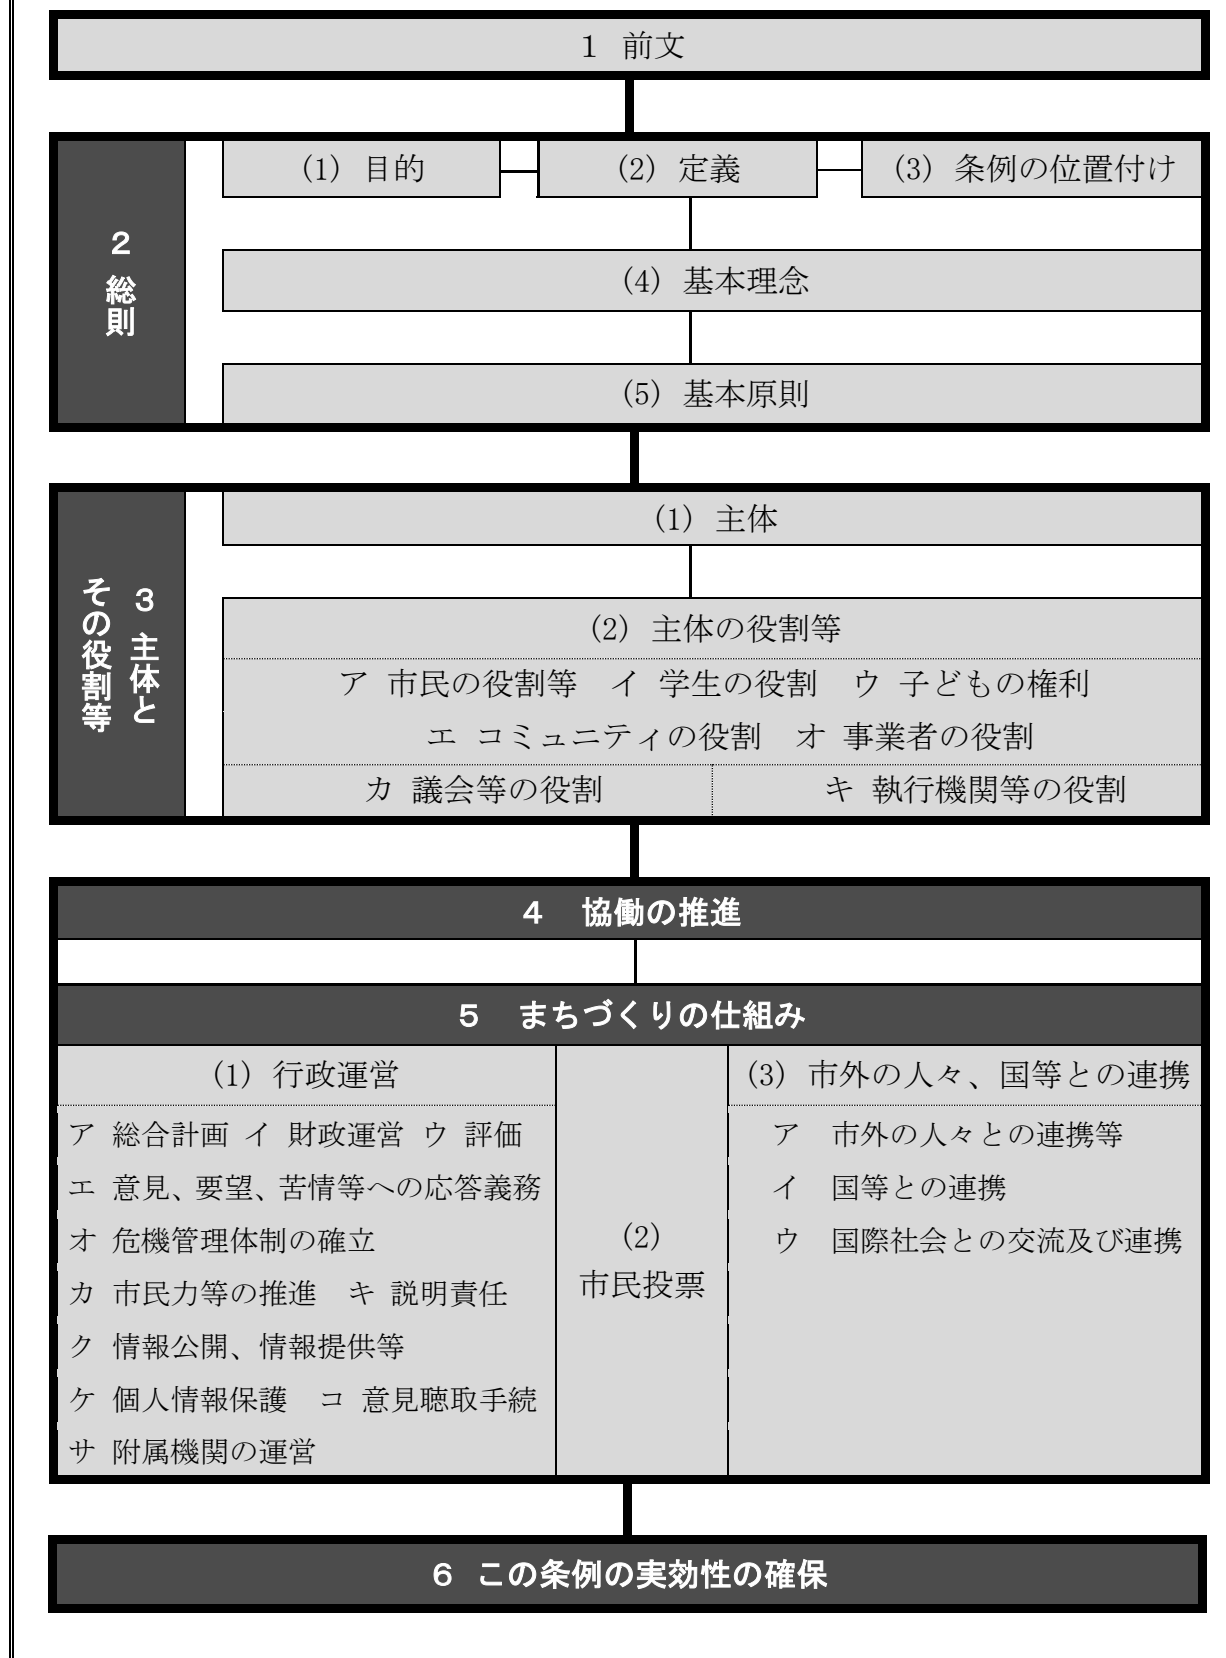 1 前文
2 総則
(1) 目的
(2) 定義
(3) 条例の位置付け
(4) 基本理念
(5) 基本原則
3 主体と
その役割等
(1) 主体
(2) 主体の役割等
ア 市民の役割等 イ 学生の役割 ウ 子どもの権利
エ コミュニティの役割 オ 事業者の役割
カ 議会等の役割
キ 執行機関等の役割
4 協働の推進
5 まちづくりの仕組み
(1) 行政運営
ア 総合計画 イ 財政運営 ウ 評価
エ 意見、要望、苦情等への応答義務
オ 危機管理体制の確立
カ 市民力等の推進 キ 説明責任
ク 情報公開、情報提供等
ケ 個人情報保護 コ 意見聴取手続
サ 附属機関の運営
(2)
市民投票
(3) 市外の人々、国等との連携
ア 市外の人々との連携等
イ 国等との連携
ウ 国際社会との交流及び連携
6 この条例の実効性の確保